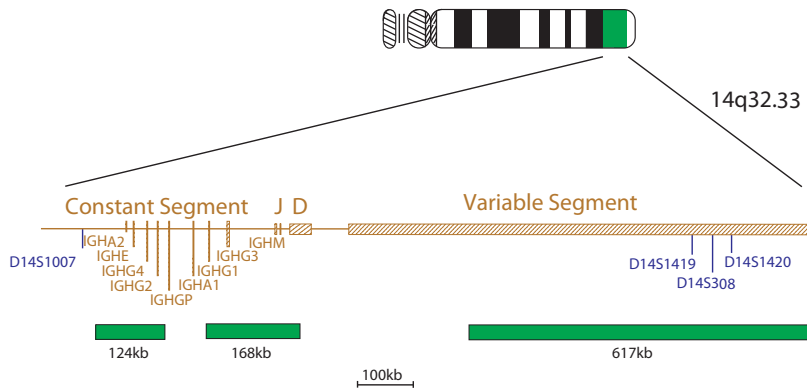 14q32.33
Constant Segment J D Variable Segment
IGHA2
IGHE
IGHG4
IGHG2
IGHGP
IGHA1
IGHG1
IGHG3
IGHM
D14S1007
D14S1419
D14S308
D14S1420
124kb
168kb
617kb
100kb